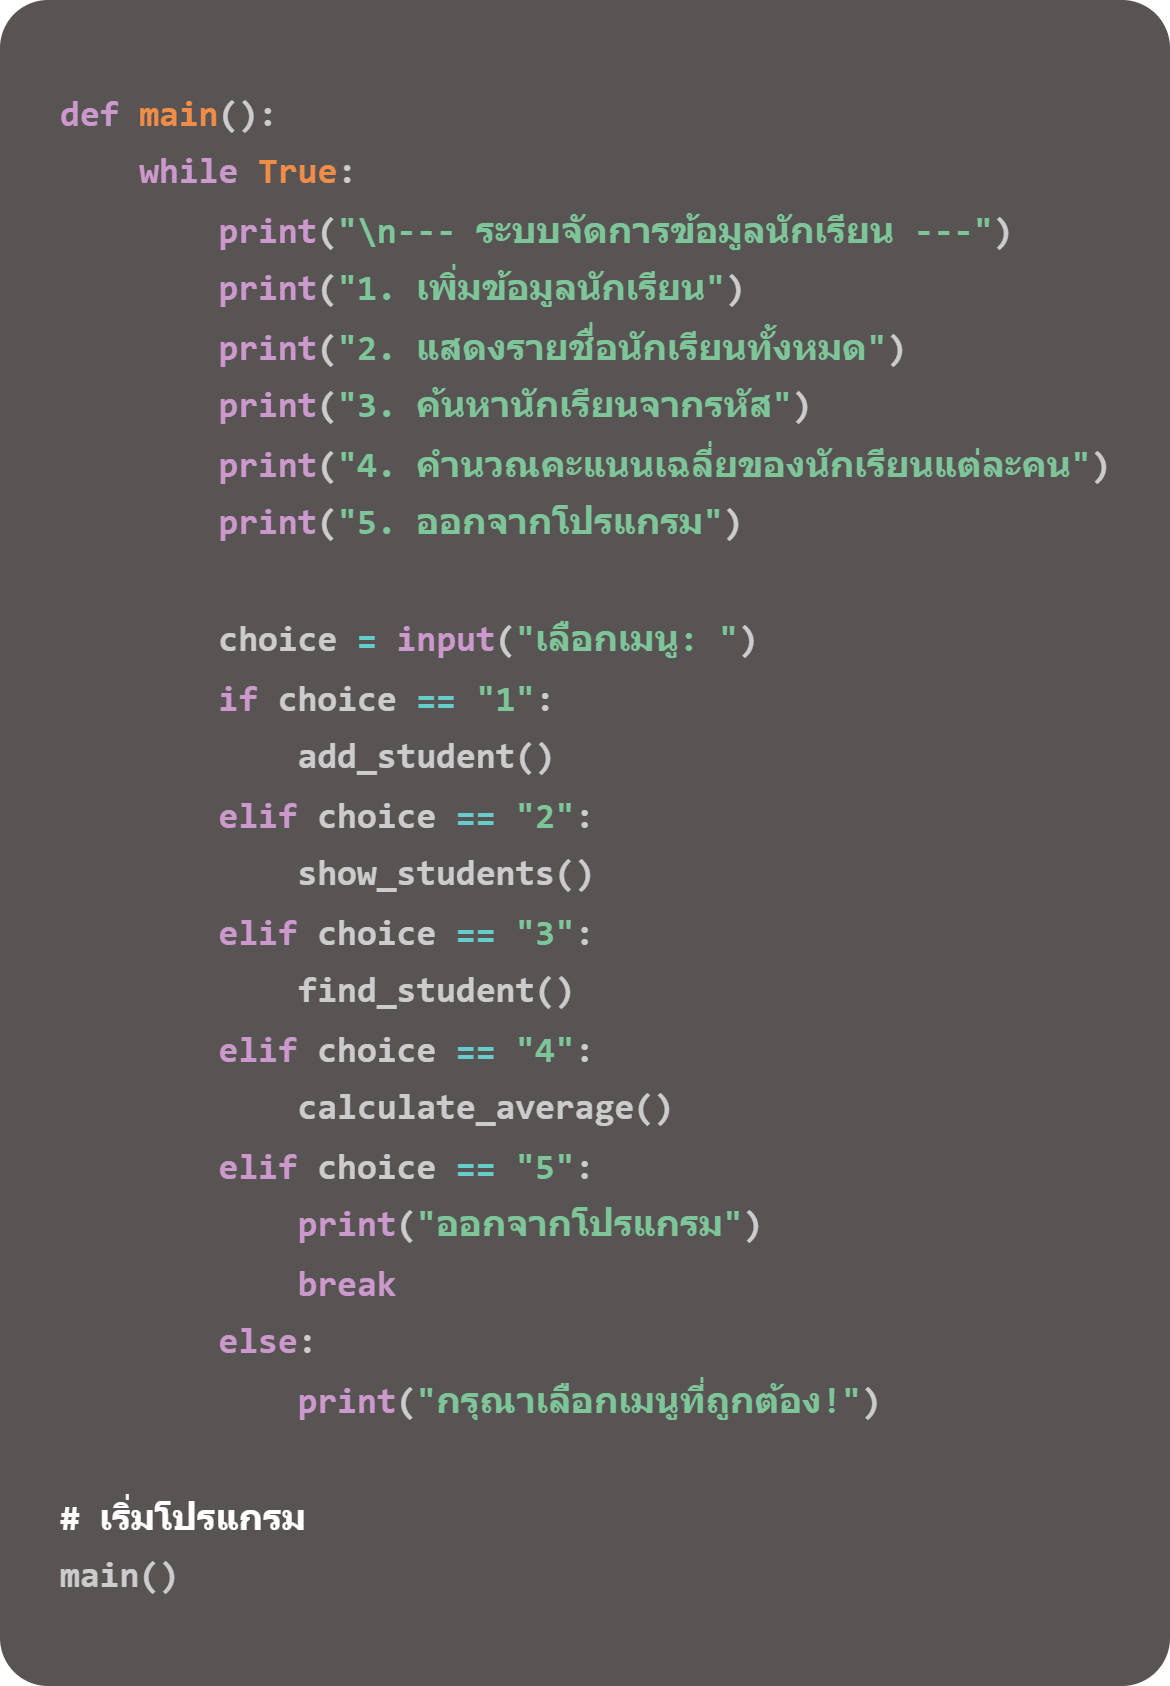 def main():
    while True:
        print("\n--- ระบบจัดการข้อมูลนักเรียน ---")
        print("1. เพิ่มข้อมูลนักเรียน")
        print("2. แสดงรายชื่อนักเรียนทั้งหมด")
        print("3. ค้นหานักเรียนจากรหัส")
        print("4. คำนวณคะแนนเฉลี่ยของนักเรียนแต่ละคน")
        print("5. ออกจากโปรแกรม")

        choice = input("เลือกเมนู: ")
        if choice == "1":
            add_student()
        elif choice == "2":
            show_students()
        elif choice == "3":
            find_student()
        elif choice == "4":
            calculate_average()
        elif choice == "5":
            print("ออกจากโปรแกรม")
            break
        else:
            print("กรุณาเลือกเมนูที่ถูกต้อง!")

# เริ่มโปรแกรม
main()